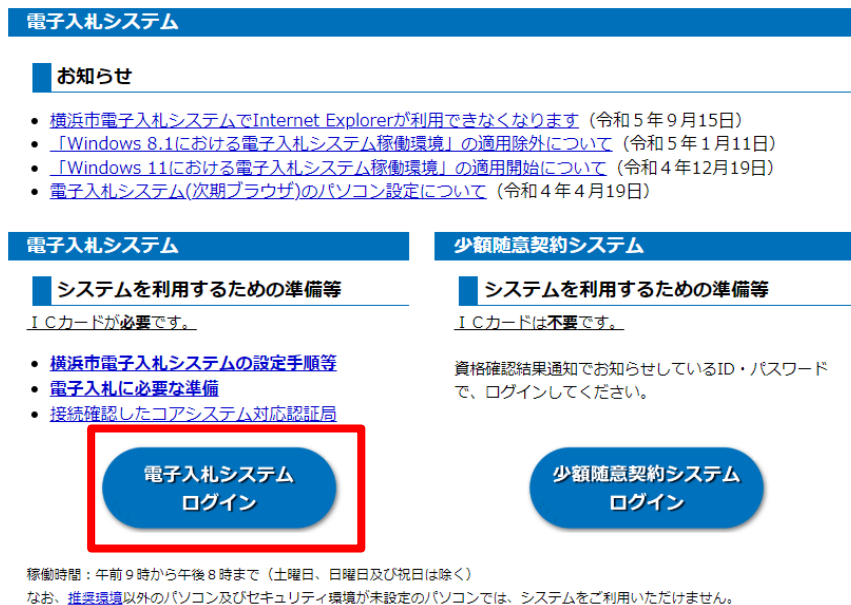 電子入札システム
お知らせ
• 横浜市電子入札システムでInternet Explorerが利用できなくなります（令和５年９月15日）
• 「Windows 8.1における電子入札システム稼働環境」の適用除外について（令和５年１月11日）
• 「Windows 11における電子入札システム稼働環境」の適用開始について（令和４年12月19日）
• 電子入札システム(次期ブラウザ)のパソコン設定について（令和４年４月19日）
電子入札システム
システムを利用するための準備等
ＩＣカードが必要です。
• 横浜市電子入札システムの設定手順等
• 電子入札に必要な準備
• 接続確認したコアシステム対応認証局
電子入札システム
ログイン
少額随意契約システム
システムを利用するための準備等
ＩＣカードは不要です。
資格確認結果通知でお知らせしているID・パスワード
で、ログインしてください。
少額随意契約システム
ログイン
稼働時間：午前９時から午後８時まで（土曜日、日曜日及び祝日は除く）
なお、推奨環境以外のパソコン及びセキュリティ環境が未設定のパソコンでは、システムをご利用いただけません。